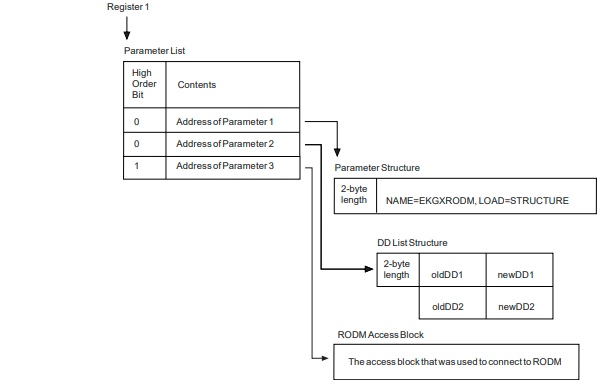 Register 1
Parameter List
High
Order
Bit
Contents
0
Address of Parameter 1
0
Address of Parameter 2
1
Address of Parameter 3
Parameter Structure
2-byte
length
NAME=EKGXRODM, LOAD=STRUCTURE
DD List Structure
2-byte
length
oldDD1
newDD1
oldDD2
newDD2
RODM Access Block
The access block that was used to connect to RODM